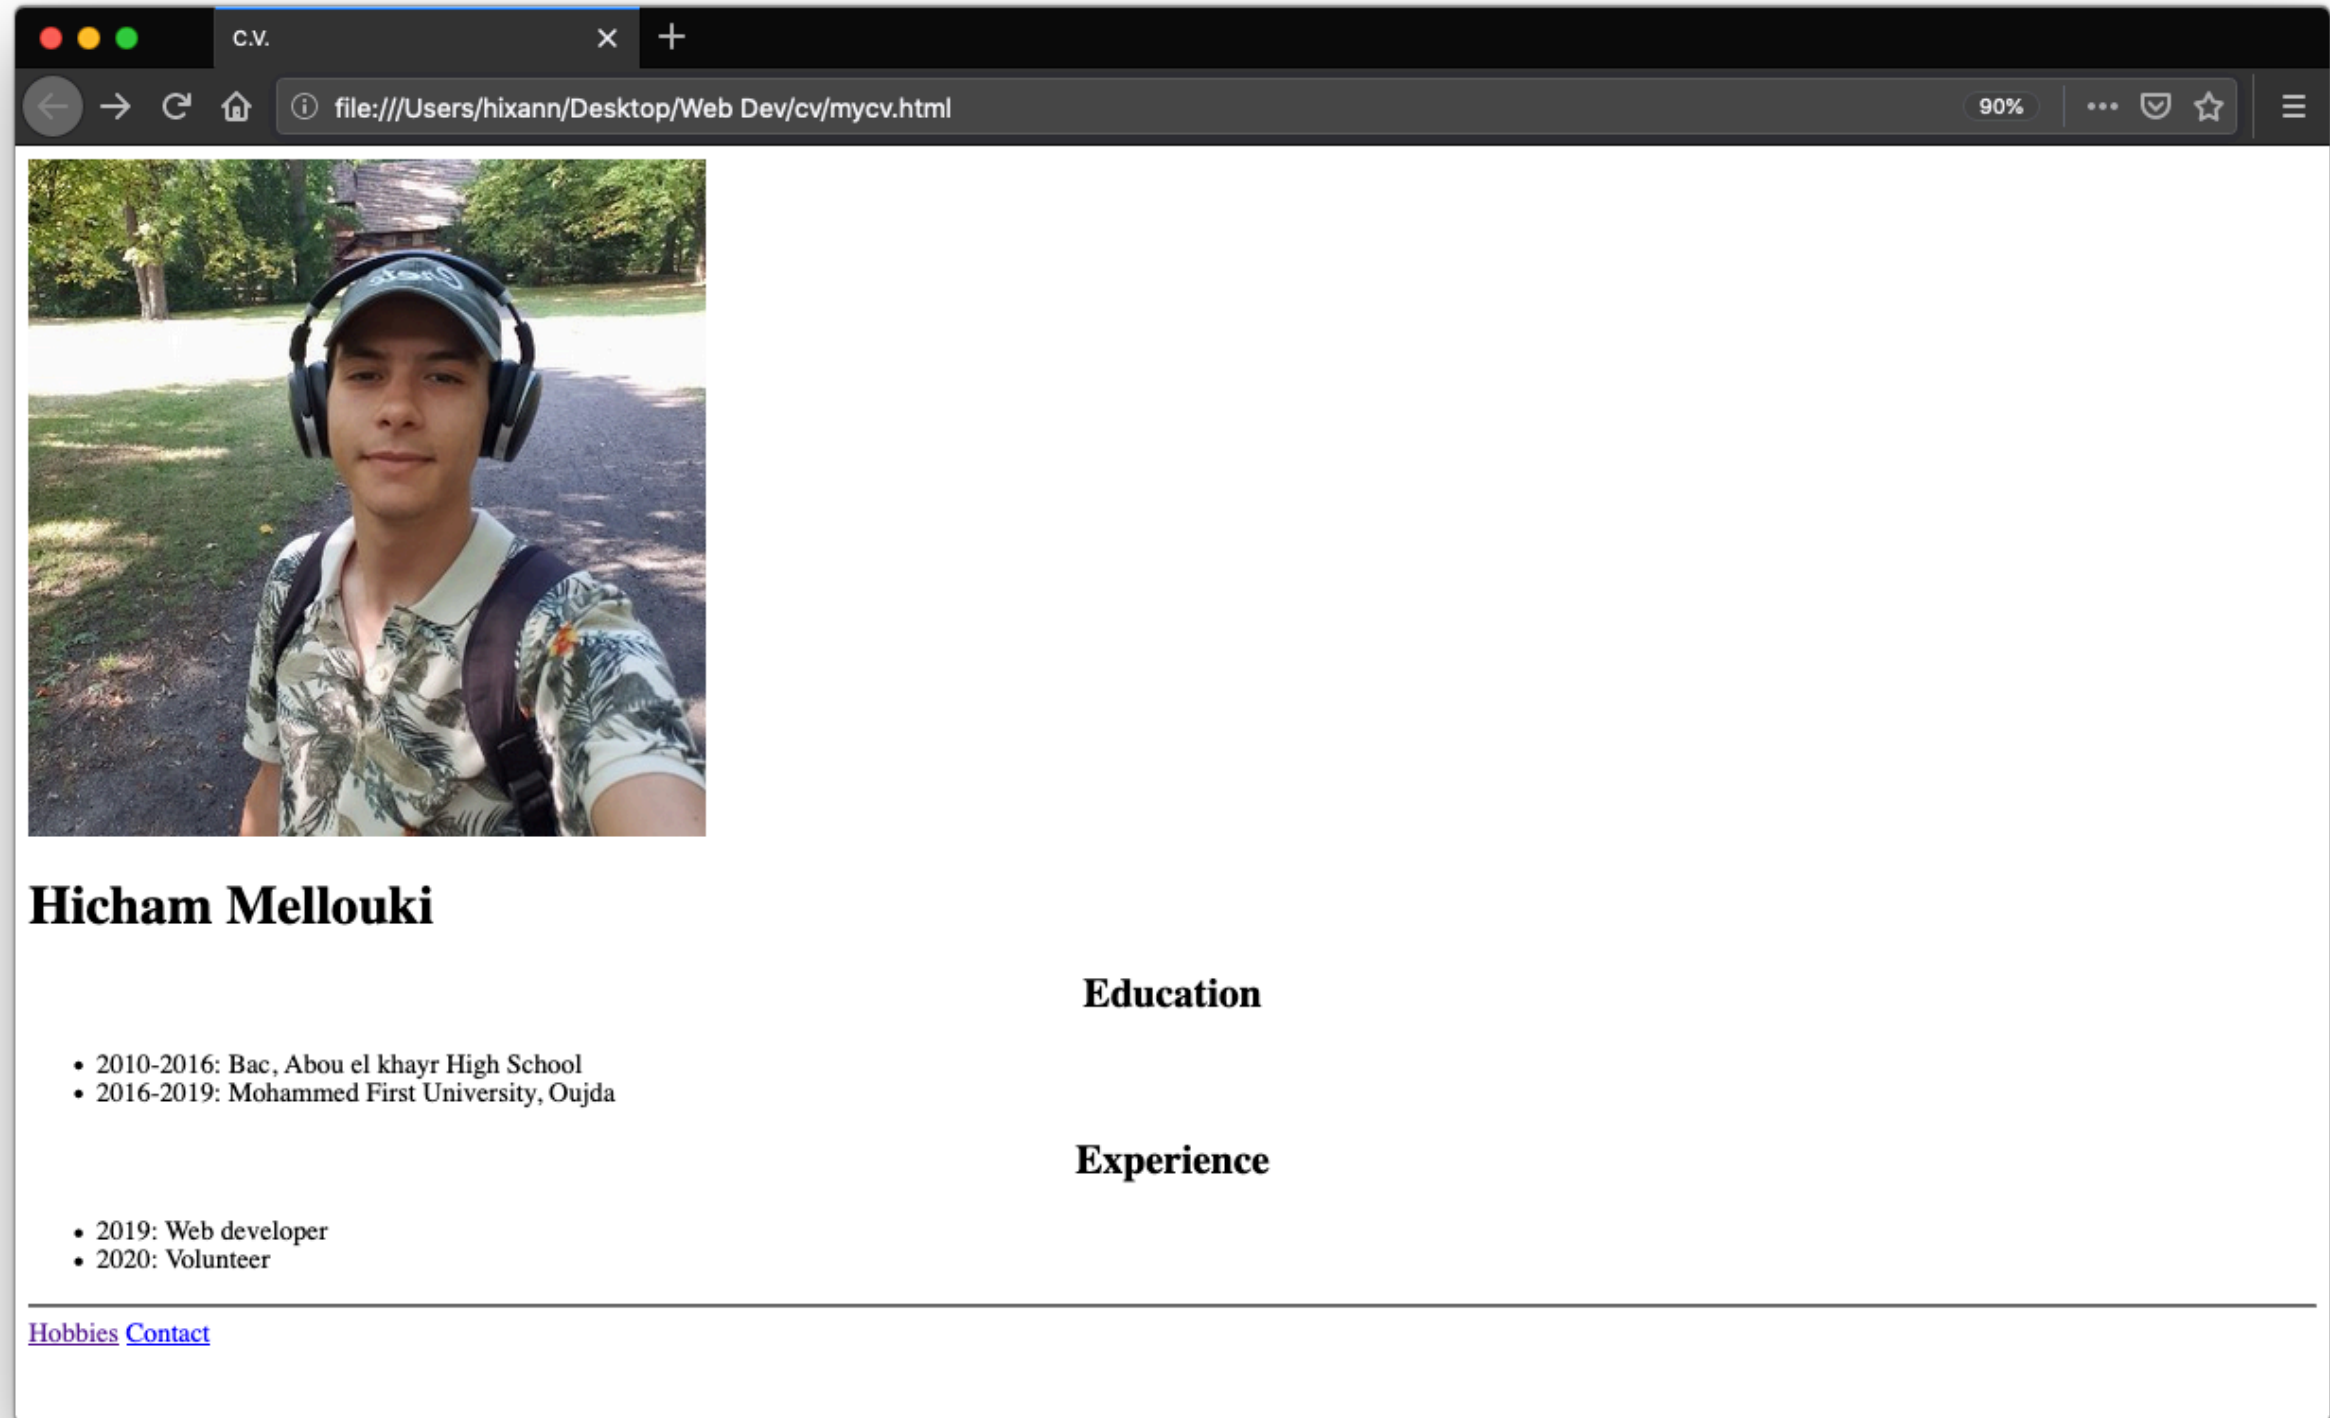 C.V.
file:///Users/hixann/Desktop/Web Dev/cv/mycv.html 90%
Hicham Mellouki
Education
2010-2016: Bac, Abou el khayr High School
2016-2019: Mohammed First University, Oujda
Experience
2019: Web developer
2020: Volunteer
Hobbies Contact